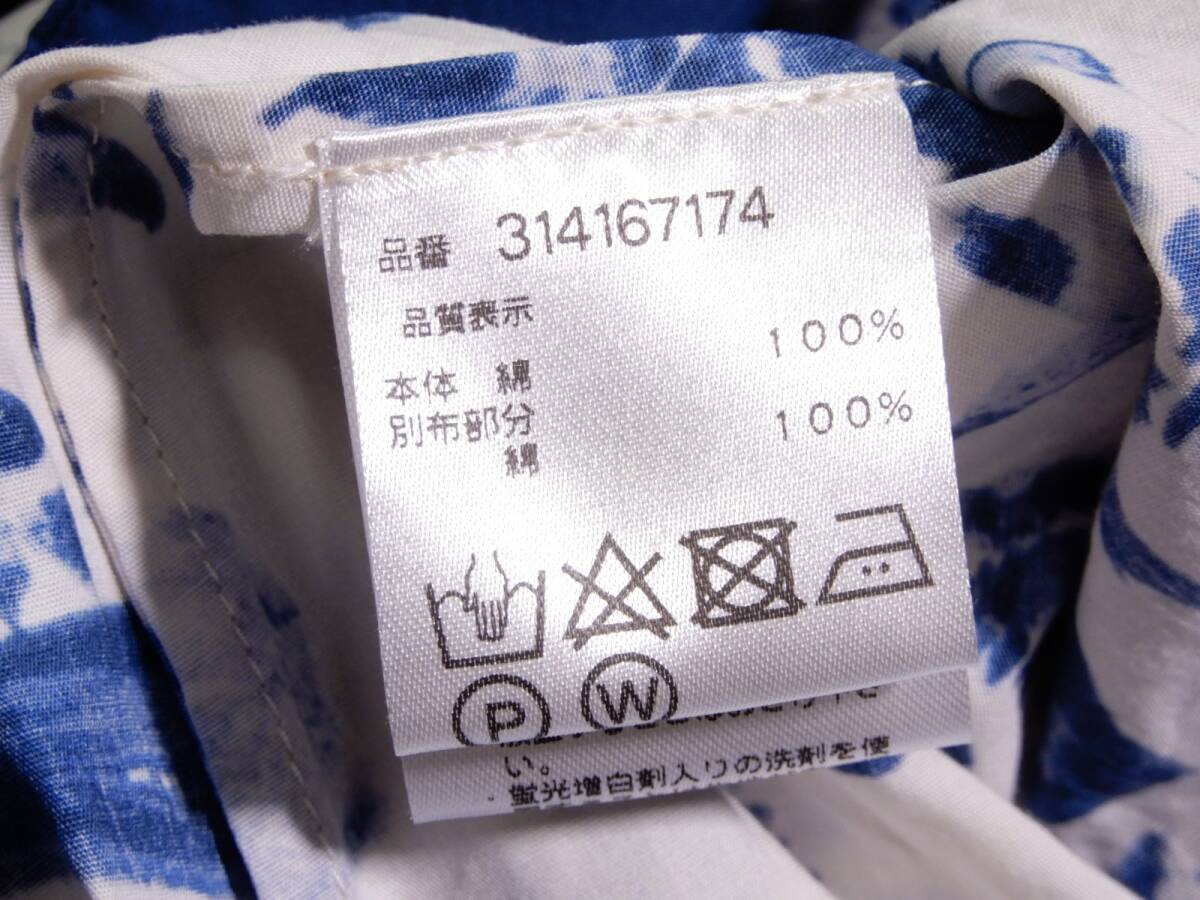 品番 314167174
品質表示
本体 綿 100%
別布部分
綿 100%
P W
い。
・蛍光増白剤入りの洗剤を使